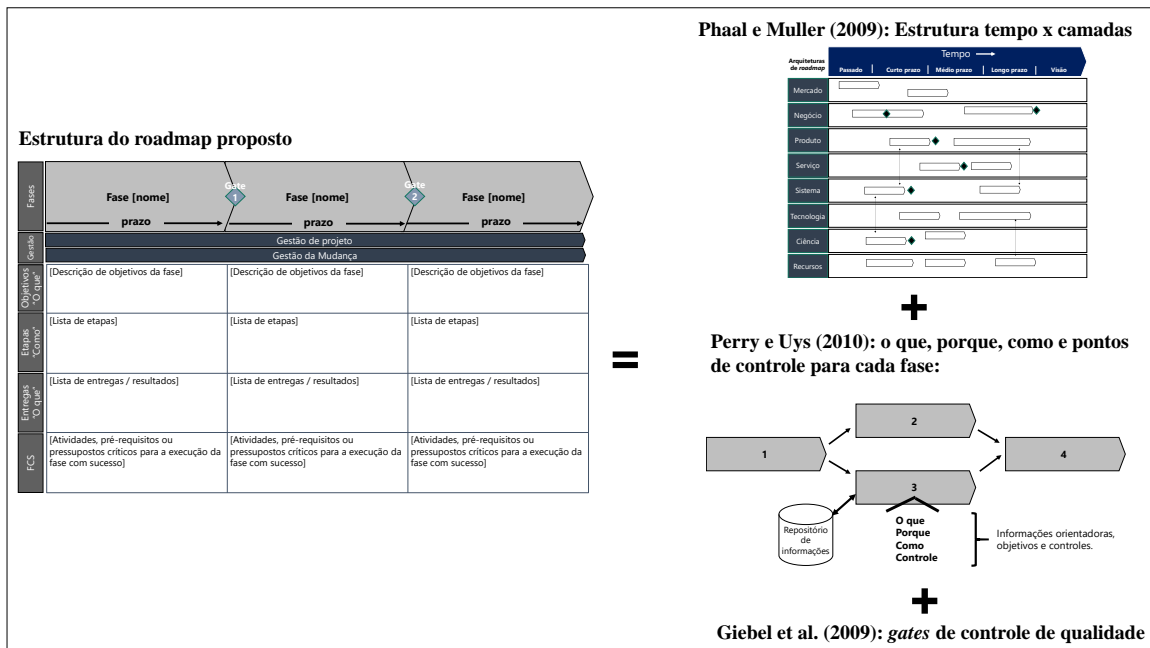 Phaal e Muller (2009): Estrutura tempo x camadas
Arquiteturas
de roadmap
Tempo
Passado
Curto prazo
Médio prazo
Longo prazo
Visão
Mercado
Negócio
Produto
Serviço
Sistema
Tecnologia
Ciência
Recursos
Estrutura do roadmap proposto
Fases
Fase [nome]
prazo
Gate
1
Fase [nome]
prazo
Gate
2
Fase [nome]
prazo
Gestão
Gestão de projeto
Gestão da Mudança
Objetivos
"O que"
[Descrição de objetivos da fase]
[Descrição de objetivos da fase]
[Descrição de objetivos da fase]
Etapas
"Como"
[Lista de etapas]
[Lista de etapas]
[Lista de etapas]
Entregas
"O que"
[Lista de entregas / resultados]
[Lista de entregas / resultados]
[Lista de entregas / resultados]
FCS
[Atividades, pré-requisitos ou
pressupostos críticos para a execução da
fase com sucesso]
[Atividades, pré-requisitos ou
pressupostos críticos para a execução da
fase com sucesso]
[Atividades, pré-requisitos ou
pressupostos críticos para a execução da
fase com sucesso]
=
+
Perry e Uys (2010): o que, porque, como e pontos
de controle para cada fase:
1
2
3
4
Repositório
de
informações
O que
Porque
Como
Controle
Informações orientadoras,
objetivos e controles.
+
Giebel et al. (2009): gates de controle de qualidade